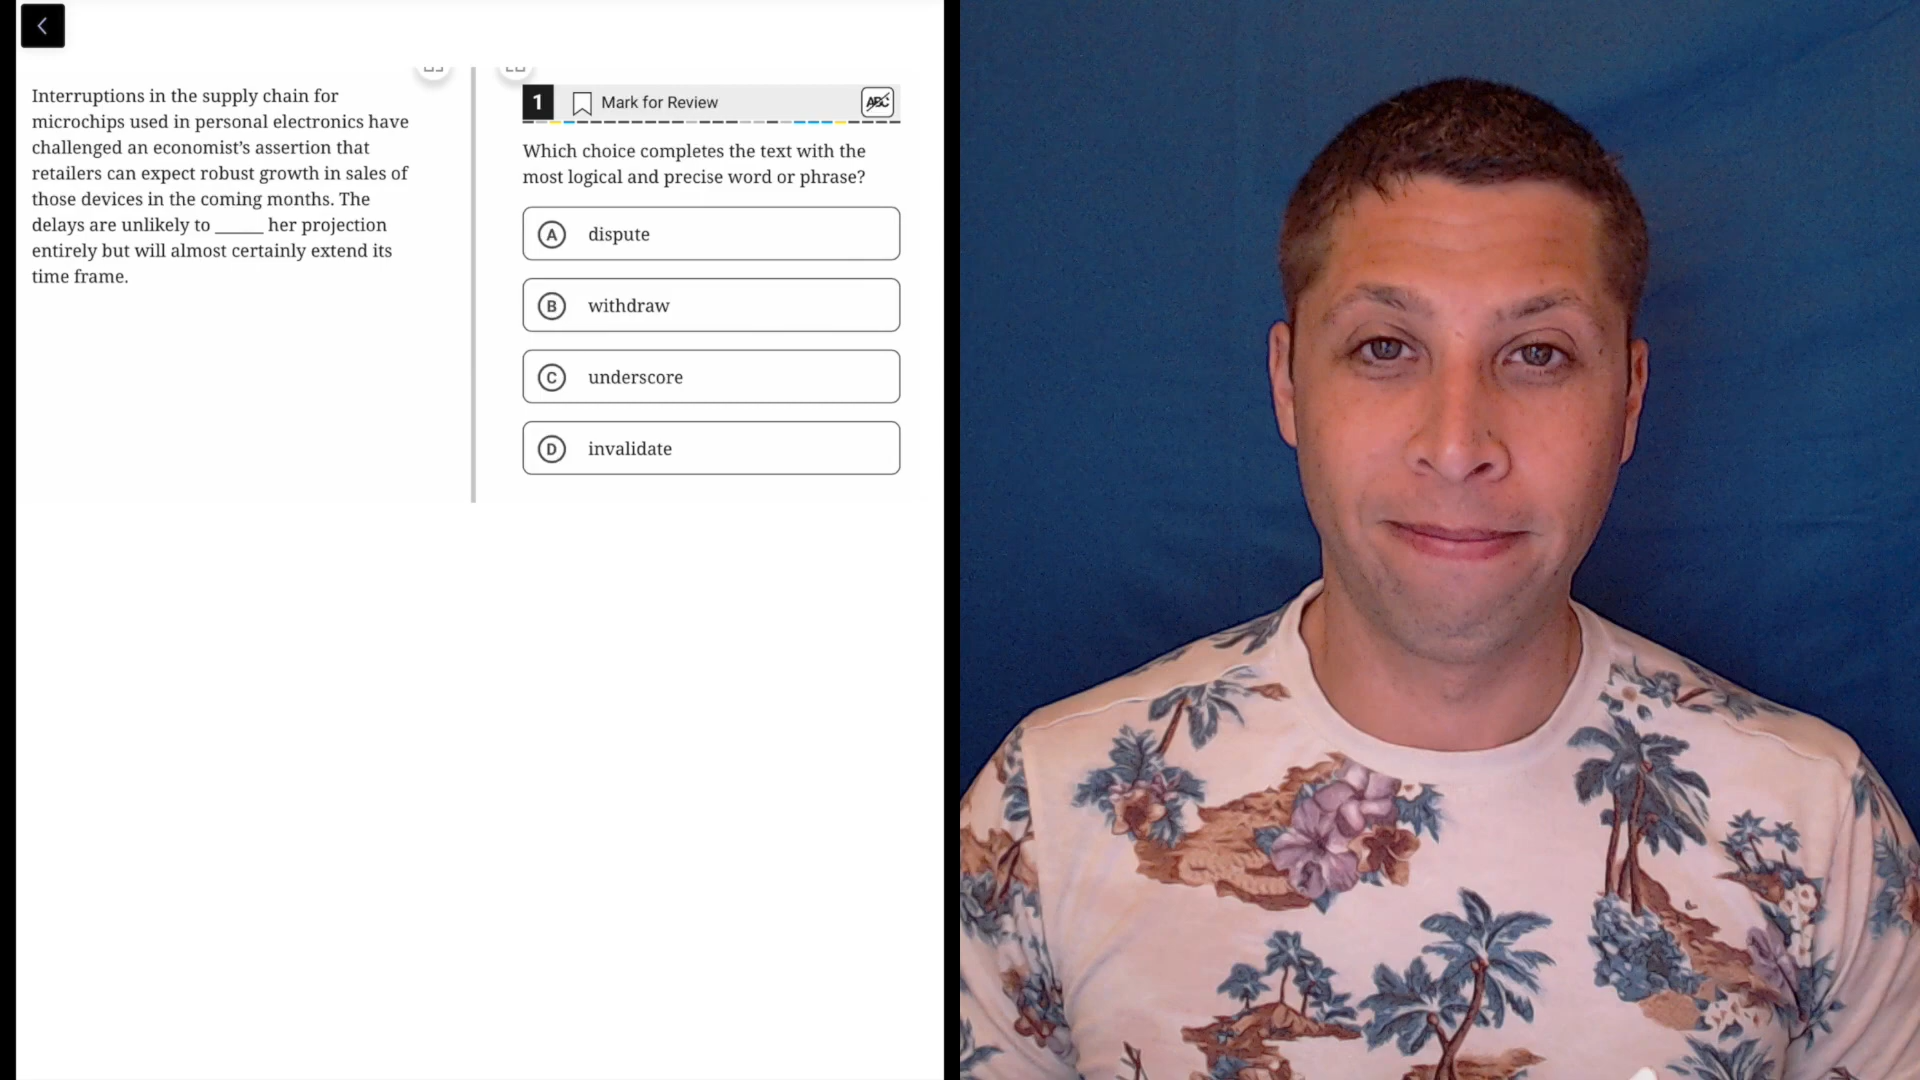 Interruptions in the supply chain for
microchips used in personal electronics have
challenged an economist’s assertion that
retailers can expect robust growth in sales of
those devices in the coming months. The
delays are unlikely to ______ her projection
entirely but will almost certainly extend its
time frame.
1 Mark for Review ABC
Which choice completes the text with the
most logical and precise word or phrase?
A dispute
B withdraw
C underscore
D invalidate